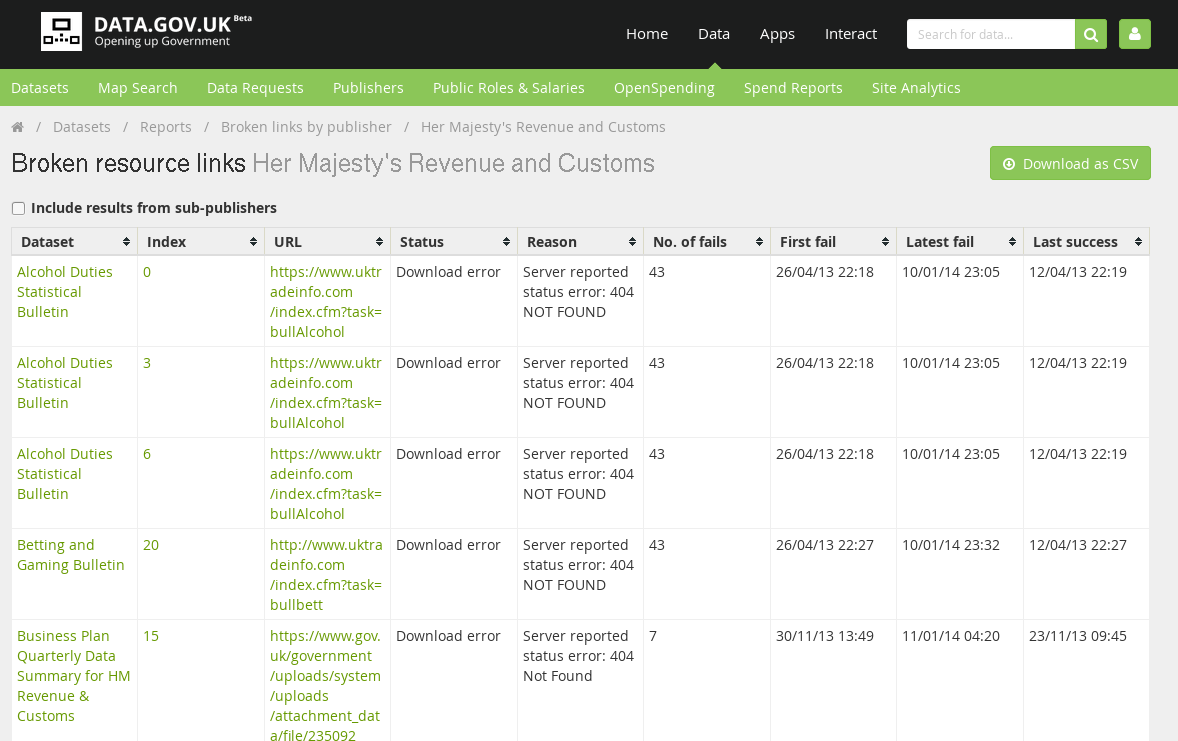 DATA.GOV.UK Beta
Opening up Government
Home Data Apps Interact Search for data...
Datasets Map Search Data Requests Publishers Public Roles & Salaries OpenSpending Spend Reports Site Analytics
/ Datasets / Reports / Broken links by publisher / Her Majesty's Revenue and Customs
Broken resource links Her Majesty's Revenue and Customs
Download as CSV
Include results from sub-publishers
Dataset Index URL Status Reason No. of fails First fail Latest fail Last success
Alcohol Duties 0 https://www.uktr Download error Server reported 43 26/04/13 22:18 10/01/14 23:05 12/04/13 22:19
Statistical adeinfo.com status error: 404
Bulletin /index.cfm?task= NOT FOUND
bullAlcohol
Alcohol Duties 3 https://www.uktr Download error Server reported 43 26/04/13 22:18 10/01/14 23:05 12/04/13 22:19
Statistical adeinfo.com status error: 404
Bulletin /index.cfm?task= NOT FOUND
bullAlcohol
Alcohol Duties 6 https://www.uktr Download error Server reported 43 26/04/13 22:18 10/01/14 23:05 12/04/13 22:19
Statistical adeinfo.com status error: 404
Bulletin /index.cfm?task= NOT FOUND
bullAlcohol
Betting and 20 http://www.uktra Download error Server reported 43 26/04/13 22:27 10/01/14 23:32 12/04/13 22:27
Gaming Bulletin deinfo.com status error: 404
/index.cfm?task= NOT FOUND
bullbett
Business Plan 15 https://www.gov. Download error Server reported 7 30/11/13 13:49 11/01/14 04:20 23/11/13 09:45
Quarterly Data uk/government status error: 404
Summary for HM /uploads/system Not Found
Revenue & /uploads
Customs /attachment_dat
a/file/235092